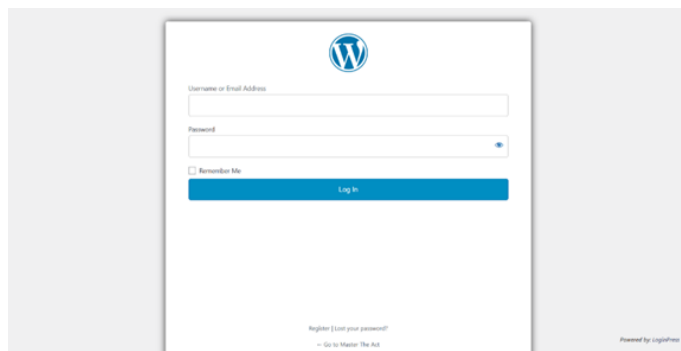 Username or Email Address
Password
Remember Me
Log In
Register | Lost your password?
← Go to Master The Act
Powered by: LoginPress